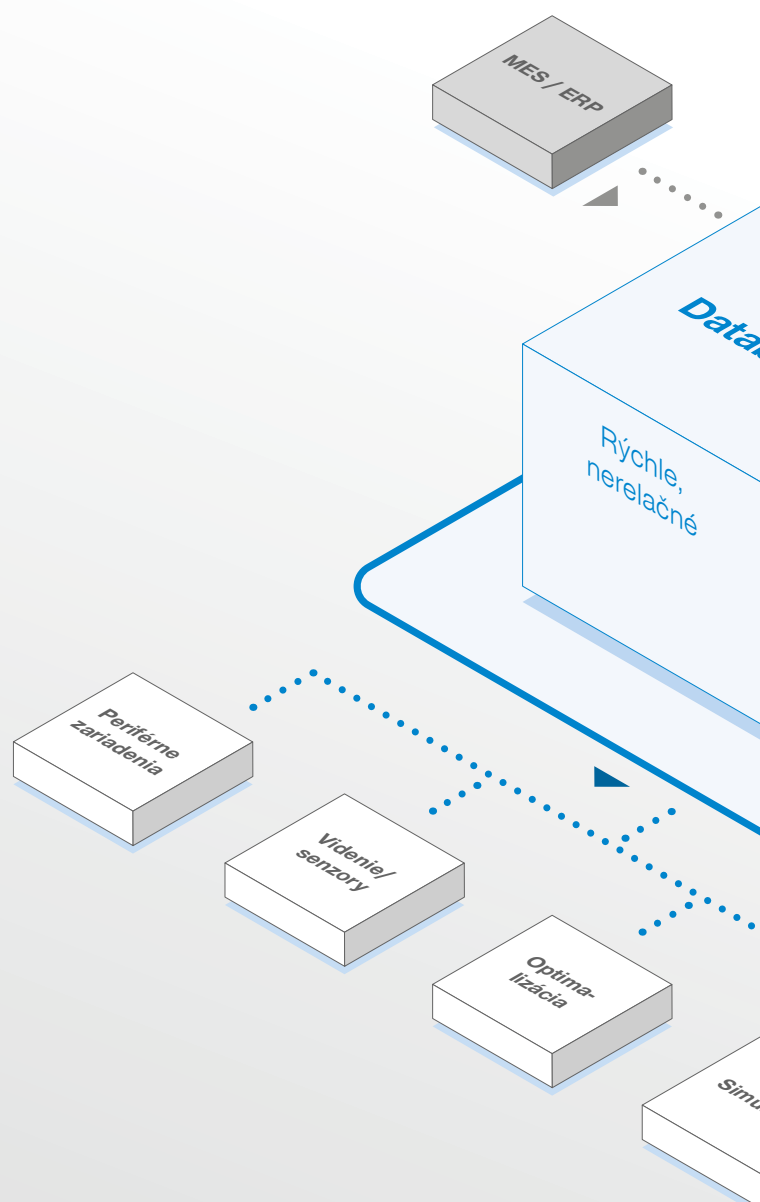 MES / ERP
Rýchle,
nerelačné
Periférne
zariadenia
Videnie/
senzory
Optima-
lizácia